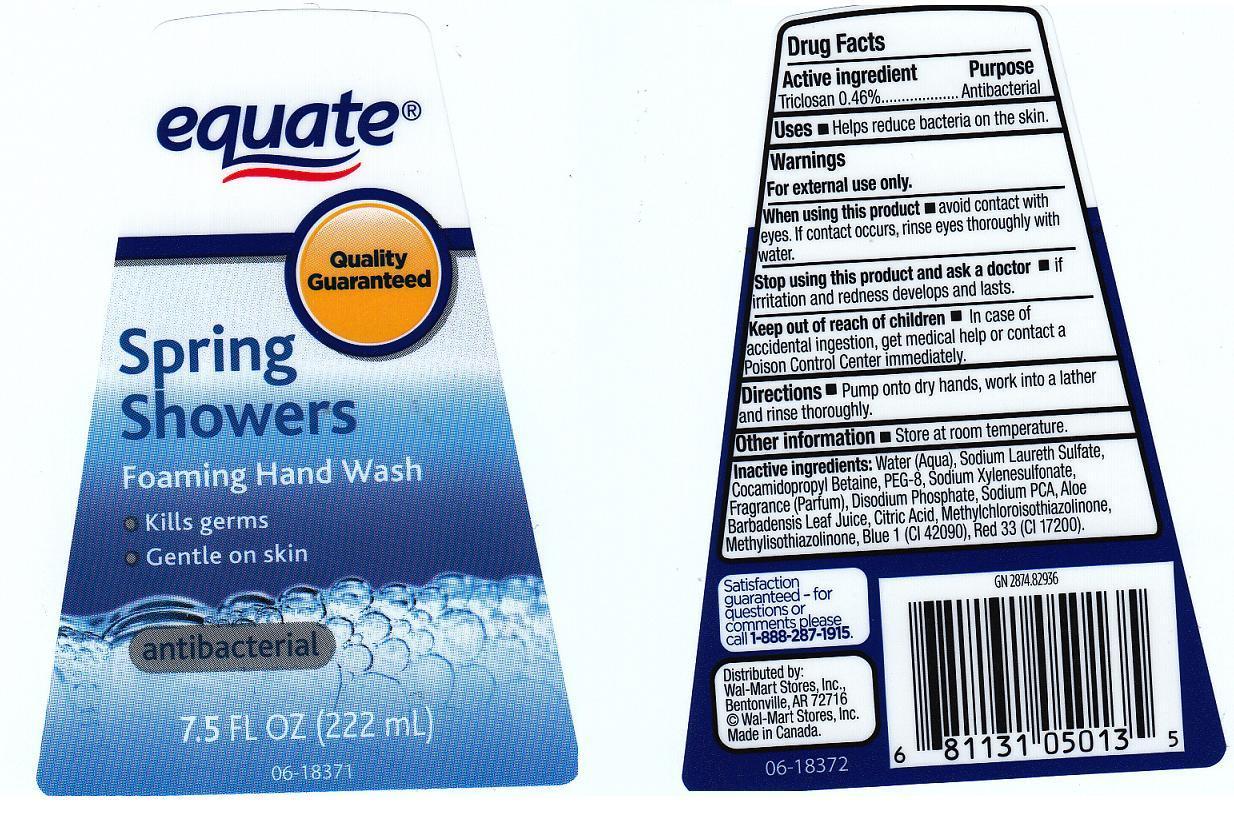 equate®
Quality
Guaranteed
Spring
Showers
Foaming Hand Wash
Kills germs
Gentle on skin
antibacterial
7.5 FL OZ (222 mL)
06-18371
Drug Facts
Active ingredient Purpose
Triclosan 0.46%................... Antibacterial
Uses ■ Helps reduce bacteria on the skin.
Warnings
For external use only.
When using this product ■ avoid contact with
eyes. If contact occurs, rinse eyes thoroughly with
water.
Stop using this product and ask a doctor ■ if
irritation and redness develops and lasts.
Keep out of reach of children ■ In case of
accidental ingestion, get medical help or contact a
Poison Control Center immediately.
Directions ■ Pump onto dry hands, work into a lather
and rinse thoroughly.
Other information ■ Store at room temperature.
Inactive ingredients: Water (Aqua), Sodium Laureth Sulfate,
Cocamidopropyl Betaine, PEG-8, Sodium Xylenesulfonate,
Fragrance (Parfum), Disodium Phosphate, Sodium PCA, Aloe
Barbadensis Leaf Juice, Citric Acid, Methylchloroisothiazolinone,
Methylisothiazolinone, Blue 1 (CI 42090), Red 33 (CI 17200).
Satisfaction
guaranteed - for
questions or
comments please
call 1-888-287-1915.
Distributed by:
Wal-Mart Stores, Inc.,
Bentonville, AR 72716
© Wal-Mart Stores, Inc.
Made in Canada.
06-18372
GN 2874.82936
6 81131 05013 5